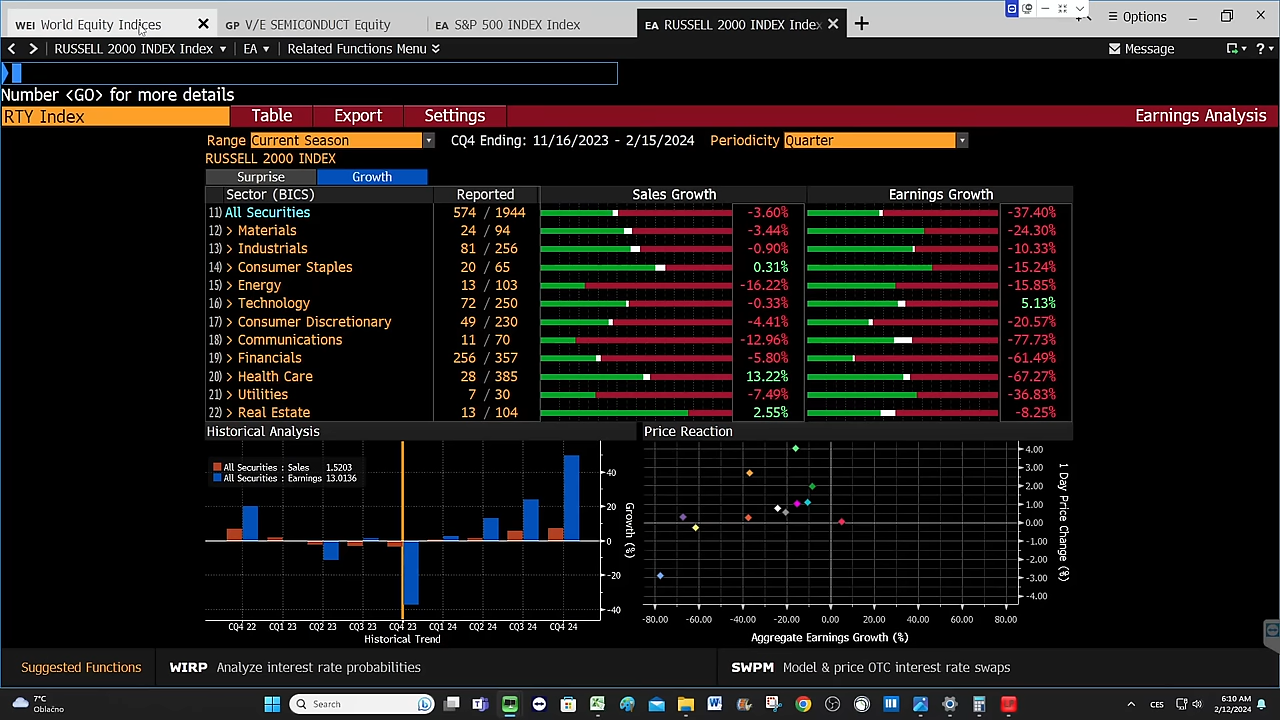 WEI World Equity Indices GP V/E SEMICONDUCT Equity EA S&P 500 INDEX Index EA RUSSELL 2000 INDEX Index Options
RUSSELL 2000 INDEX Index EA Related Functions Menu Message ?
Number <GO> for more details
RTY Index Table Export Settings Earnings Analysis
Range Current Season CQ4 Ending: 11/16/2023 - 2/15/2024 Periodicity Quarter
RUSSELL 2000 INDEX
Surprise Growth
Sector (BICS) Reported Sales Growth Earnings Growth
11) All Securities 574 / 1944 -3.60% -37.40%
12) > Materials 24 / 94 -3.44% -24.30%
13) > Industrials 81 / 256 -0.90% -10.33%
14) > Consumer Staples 20 / 65 0.31% -15.24%
15) > Energy 13 / 103 -16.22% -15.85%
16) > Technology 72 / 250 -0.33% 5.13%
17) > Consumer Discretionary 49 / 230 -4.41% -20.57%
18) > Communications 11 / 70 -12.96% -77.73%
19) > Financials 256 / 357 -5.80% -61.49%
20) > Health Care 28 / 385 13.22% -67.27%
21) > Utilities 7 / 30 -7.49% -36.83%
22) > Real Estate 13 / 104 2.55% -8.25%
Historical Analysis
All Securities : Sales 1.5203
All Securities : Earnings 13.0136
40
20
0
-20
-40
Growth (%)
CQ4 22 CQ1 23 CQ2 23 CQ3 23 CQ4 23 CQ1 24 CQ2 24 CQ3 24 CQ4 24
Historical Trend
Price Reaction
4.00
3.00
2.00
1.00
0.00
-1.00
-2.00
-3.00
-4.00
1 Day Price Change (%)
-80.00 -60.00 -40.00 -20.00 0.00 20.00 40.00 60.00 80.00
Aggregate Earnings Growth (%)
Suggested Functions WIRP Analyze interest rate probabilities SWPM Model & price OTC interest rate swaps
7°C
Oblačno
Search
CES
6:10 AM
2/12/2024